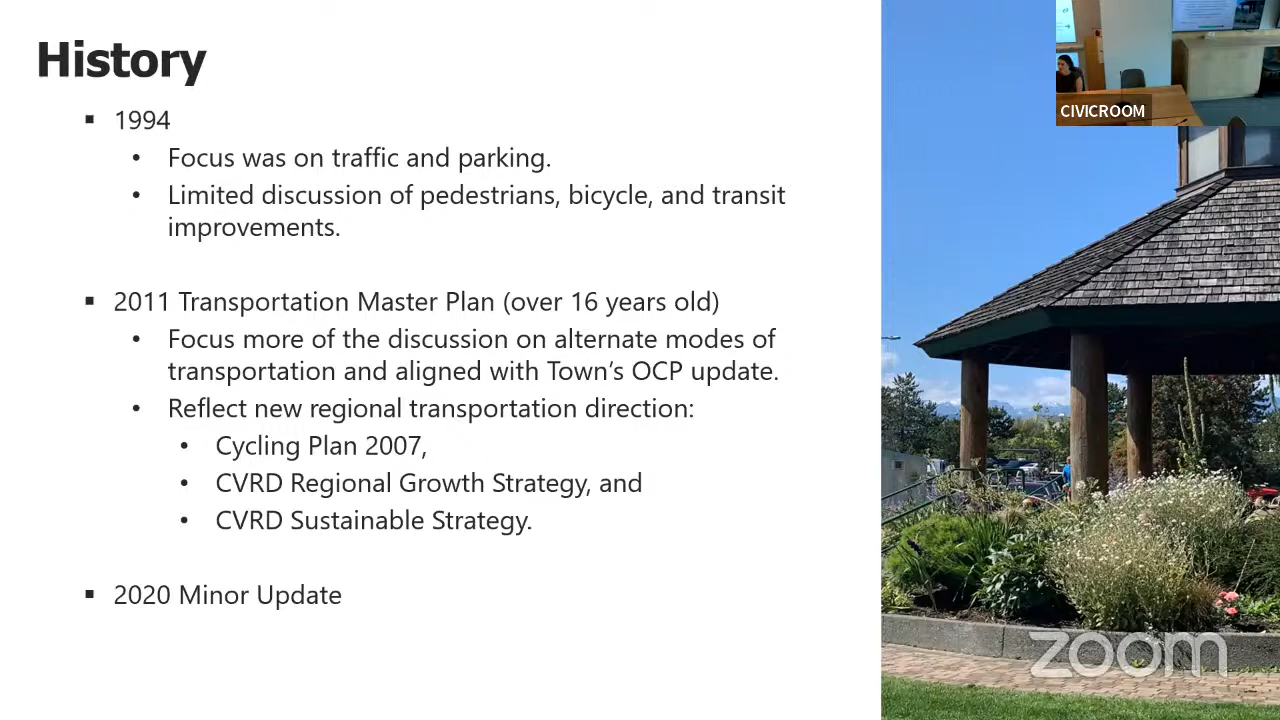 History
▪ 1994
• Focus was on traffic and parking.
• Limited discussion of pedestrians, bicycle, and transit
improvements.
▪ 2011 Transportation Master Plan (over 16 years old)
• Focus more of the discussion on alternate modes of
transportation and aligned with Town’s OCP update.
• Reflect new regional transportation direction:
• Cycling Plan 2007,
• CVRD Regional Growth Strategy, and
• CVRD Sustainable Strategy.
▪ 2020 Minor Update
CIVICROOM
zoom